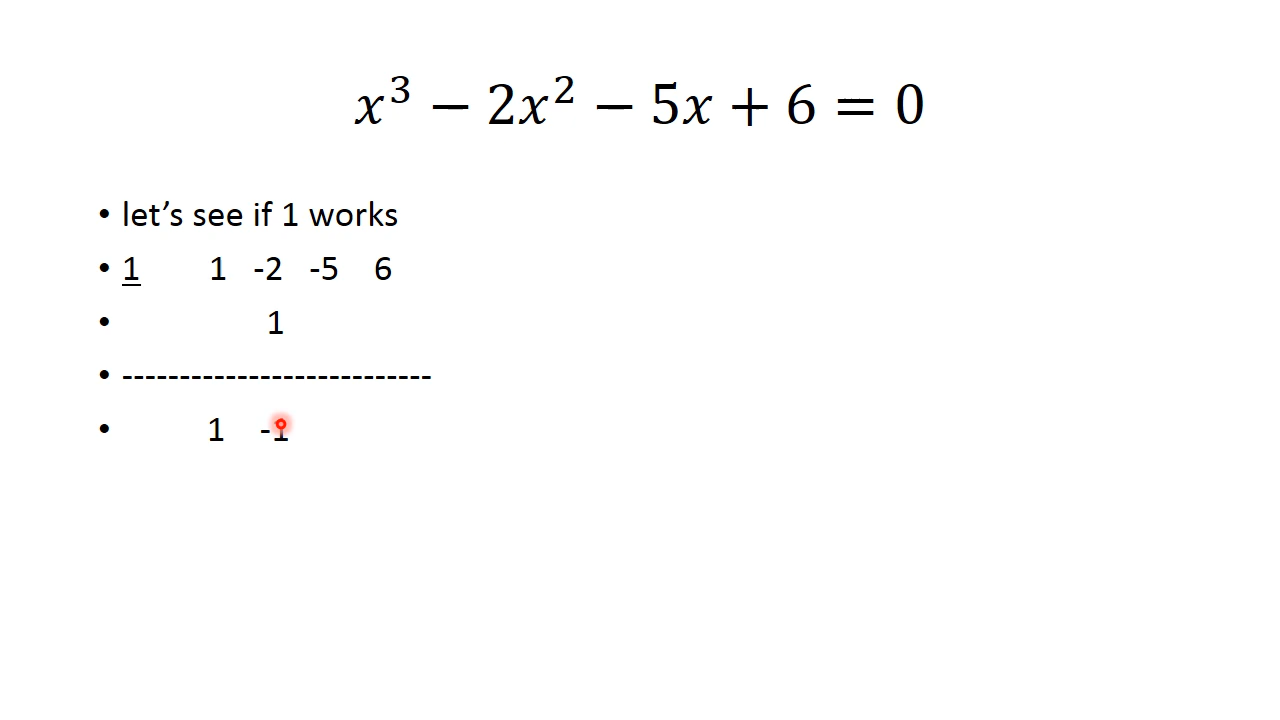 x³ − 2x² − 5x + 6 = 0
• let’s see if 1 works
• 1 1 -2 -5 6
• 1
• ---------------------------
• 1 -1